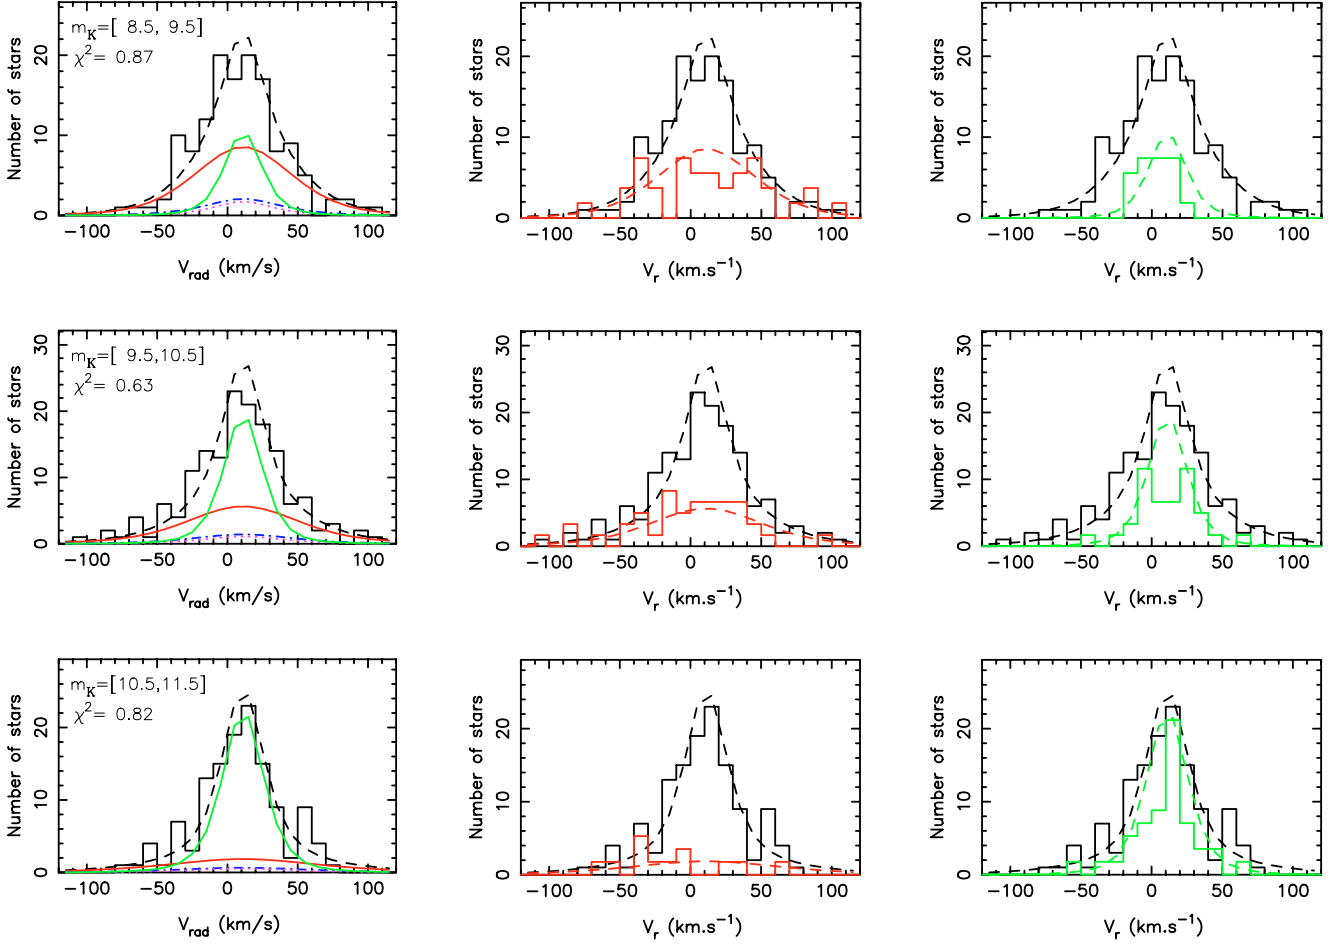 m_K=[ 8.5, 9.5]
χ²= 0.87
Number of stars
0 10 20
−100 −50 0 50 100
V_rad (km/s)
Number of stars
0 10 20
−100 −50 0 50 100
V_r (km.s⁻¹)
Number of stars
0 10 20
−100 −50 0 50 100
V_r (km.s⁻¹)
m_K=[ 9.5,10.5]
χ²= 0.63
Number of stars
0 10 20 30
−100 −50 0 50 100
V_rad (km/s)
Number of stars
0 10 20 30
−100 −50 0 50 100
V_r (km.s⁻¹)
Number of stars
0 10 20 30
−100 −50 0 50 100
V_r (km.s⁻¹)
m_K=[10.5,11.5]
χ²= 0.82
Number of stars
0 10 20
−100 −50 0 50 100
V_rad (km/s)
Number of stars
0 10 20
−100 −50 0 50 100
V_r (km.s⁻¹)
Number of stars
0 10 20
−100 −50 0 50 100
V_r (km.s⁻¹)